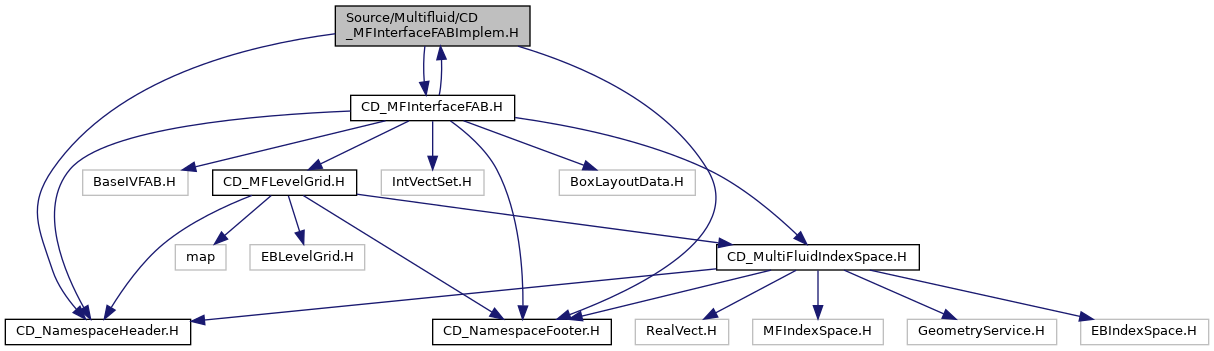 Source/Multifluid/CD
_MFInterfaceFABImplem.H
CD_MFInterfaceFAB.H
BaseIVFAB.H
CD_MFLevelGrid.H
IntVectSet.H
BoxLayoutData.H
map
EBLevelGrid.H
CD_MultiFluidIndexSpace.H
CD_NamespaceHeader.H
CD_NamespaceFooter.H
RealVect.H
MFIndexSpace.H
GeometryService.H
EBIndexSpace.H